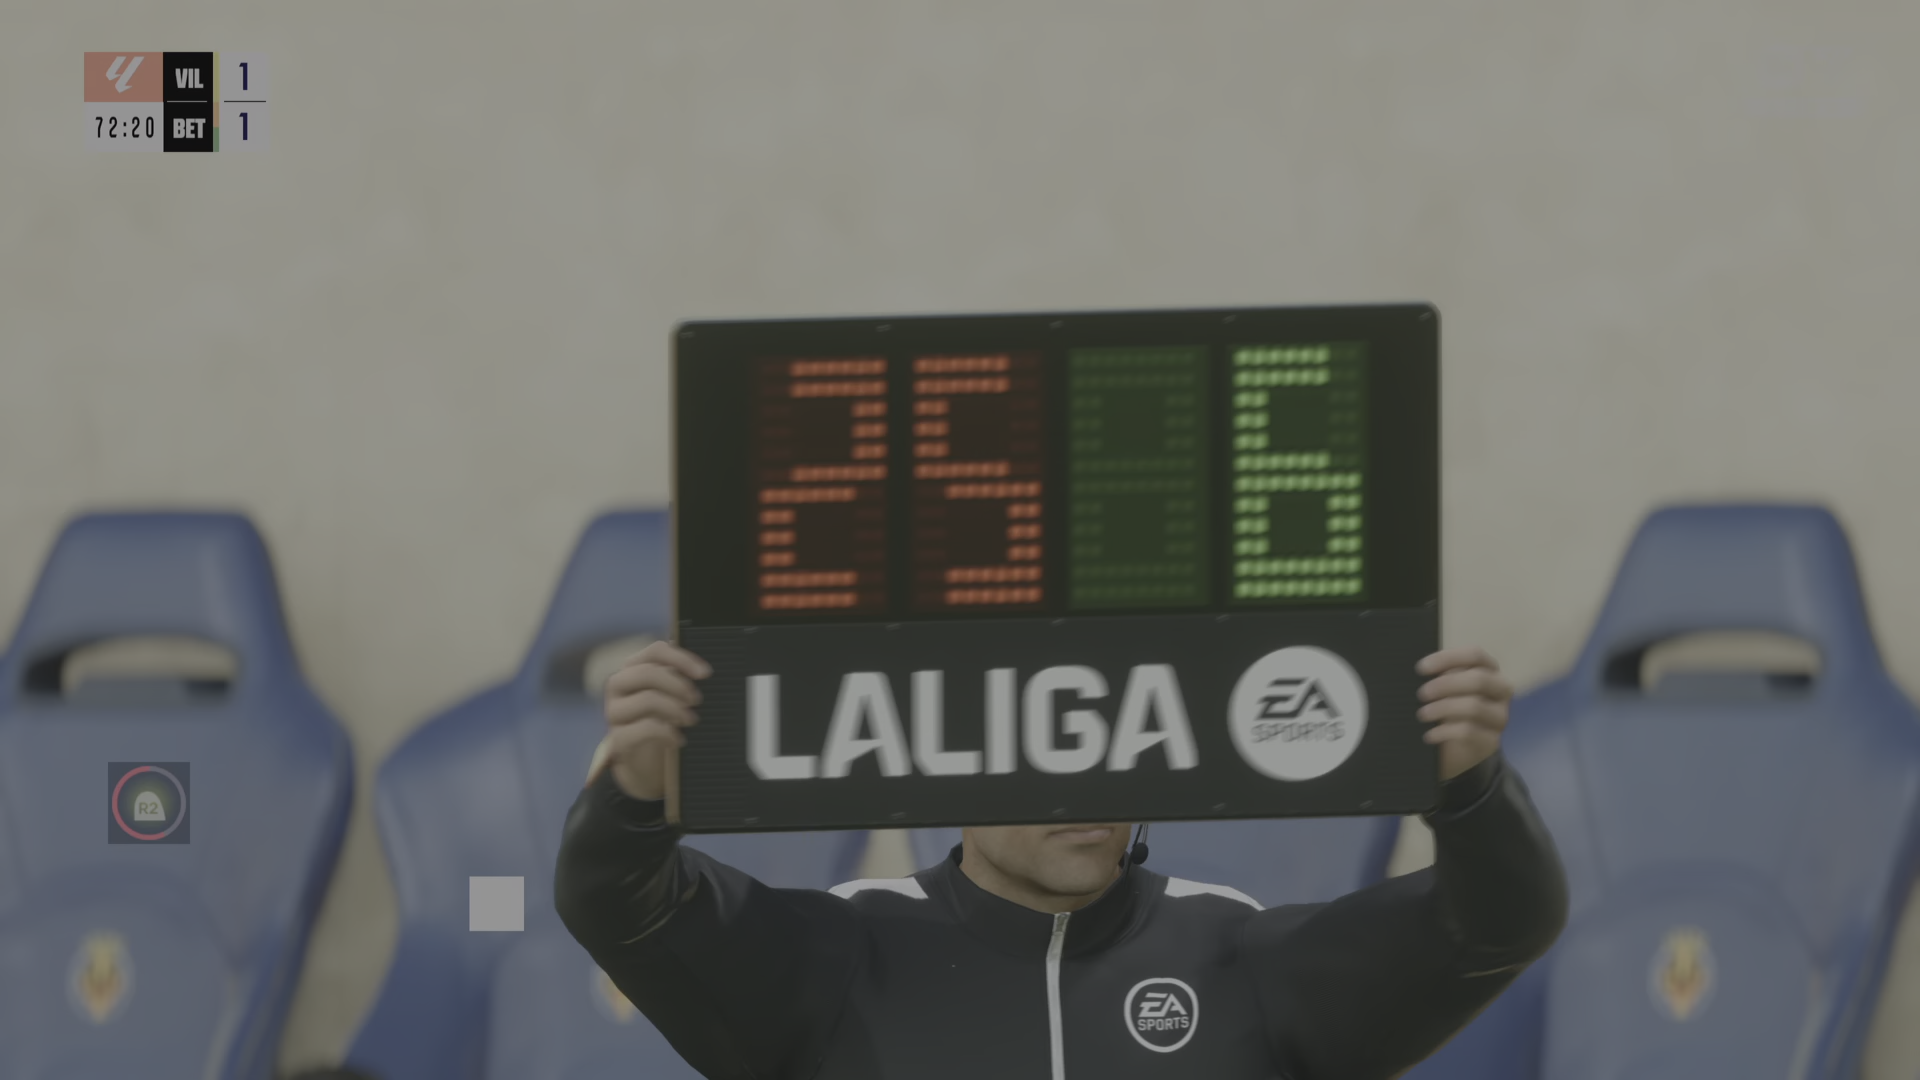 VIL 1
72:20 BET 1
25 6
LALIGA EA SPORTS
R2
EA SPORTS